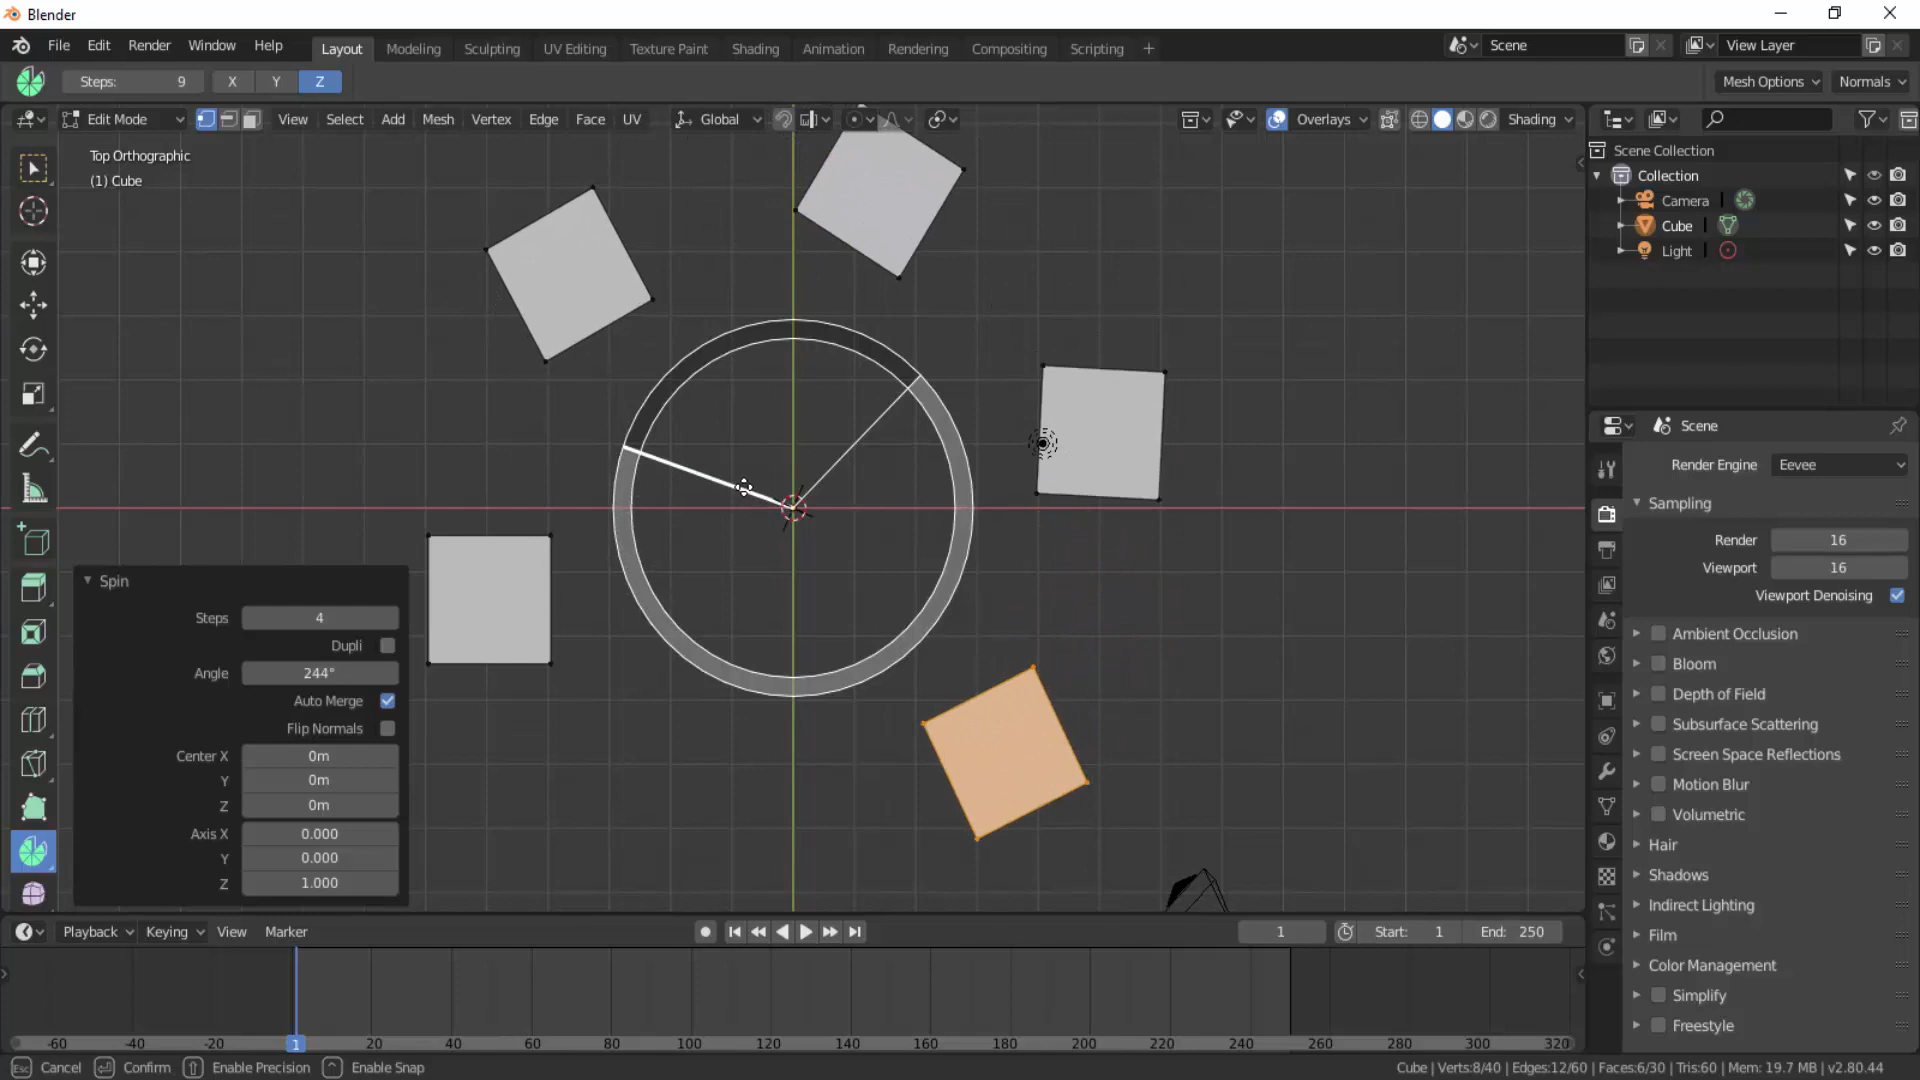 Blender
File Edit Render Window Help
Layout Modeling Sculpting UV Editing Texture Paint Shading Animation Rendering Compositing Scripting +
Scene
View Layer
Steps: 9 X Y Z
Mesh Options Normals
Edit Mode View Select Add Mesh Vertex Edge Face UV Global Overlays Shading
Top Orthographic
(1) Cube
Scene Collection
Collection
Camera
Cube
Light
Scene
Render Engine Eevee
Sampling
Render 16
Viewport 16
Viewport Denoising
Ambient Occlusion
Bloom
Depth of Field
Subsurface Scattering
Screen Space Reflections
Motion Blur
Volumetric
Hair
Shadows
Indirect Lighting
Film
Color Management
Simplify
Freestyle
Spin
Steps 4
Dupli
Angle 244°
Auto Merge
Flip Normals
Center X 0m
Y 0m
Z 0m
Axis X 0.000
Y 0.000
Z 1.000
Playback Keying View Marker 1 Start: 1 End: 250
-60 -40 -20 1 20 40 60 80 100 120 140 160 180 200 220 240 260 280 300 320
Esc Cancel Confirm Enable Precision ^ Enable Snap
Cube | Verts:8/40 | Edges:12/60 | Faces:6/30 | Tris:60 | Mem: 19.7 MB | v2.80.44